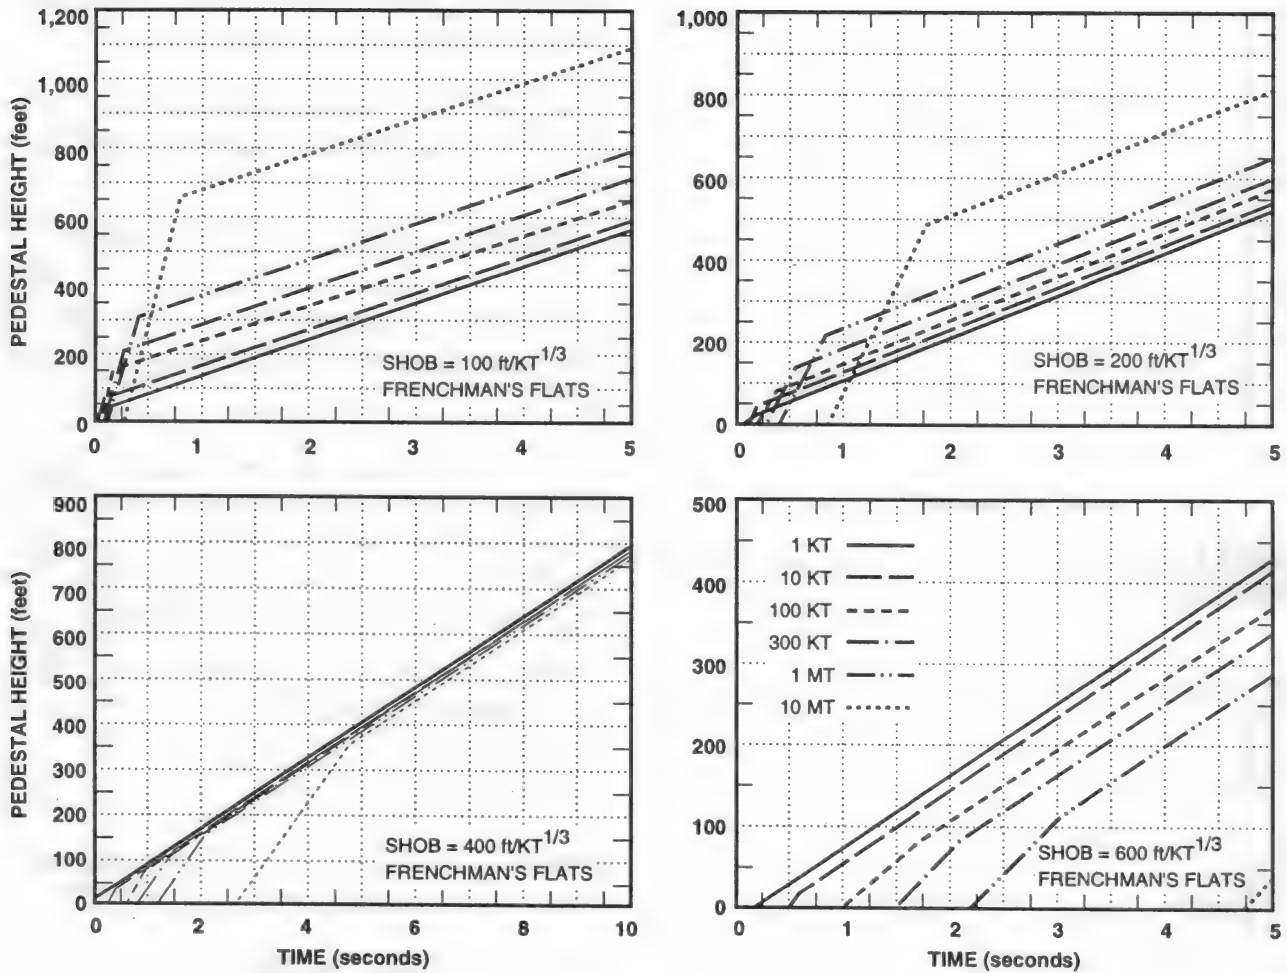 PEDESTAL HEIGHT (feet)
1,200
1,000
800
600
400
200
0
0 1 2 3 4 5
SHOB = 100 ft/KT1/3
FRENCHMAN'S FLATS
1,000
800
600
400
200
0
0 1 2 3 4 5
SHOB = 200 ft/KT1/3
FRENCHMAN'S FLATS
PEDESTAL HEIGHT (feet)
900
800
700
600
500
400
300
200
100
0
0 2 4 6 8 10
SHOB = 400 ft/KT1/3
FRENCHMAN'S FLATS
TIME (seconds)
500
400
300
200
100
0
0 1 2 3 4 5
1 KT
10 KT
100 KT
300 KT
1 MT
10 MT
SHOB = 600 ft/KT1/3
FRENCHMAN'S FLATS
TIME (seconds)